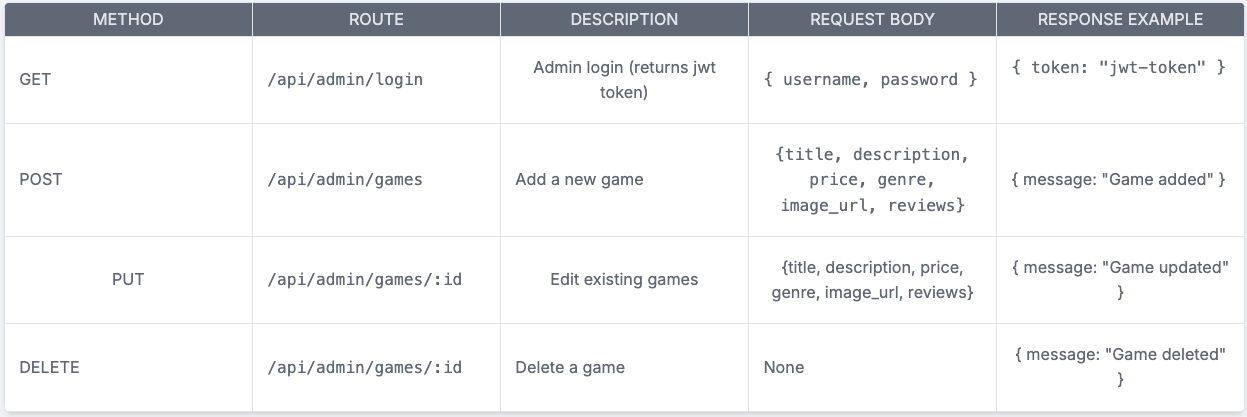 METHOD ROUTE DESCRIPTION REQUEST BODY RESPONSE EXAMPLE
GET /api/admin/login Admin login (returns jwt token) { username, password } { token: "jwt-token" }
POST /api/admin/games Add a new game {title, description, price, genre, image_url, reviews} { message: "Game added" }
PUT /api/admin/games/:id Edit existing games {title, description, price, genre, image_url, reviews} { message: "Game updated" }
DELETE /api/admin/games/:id Delete a game None { message: "Game deleted" }